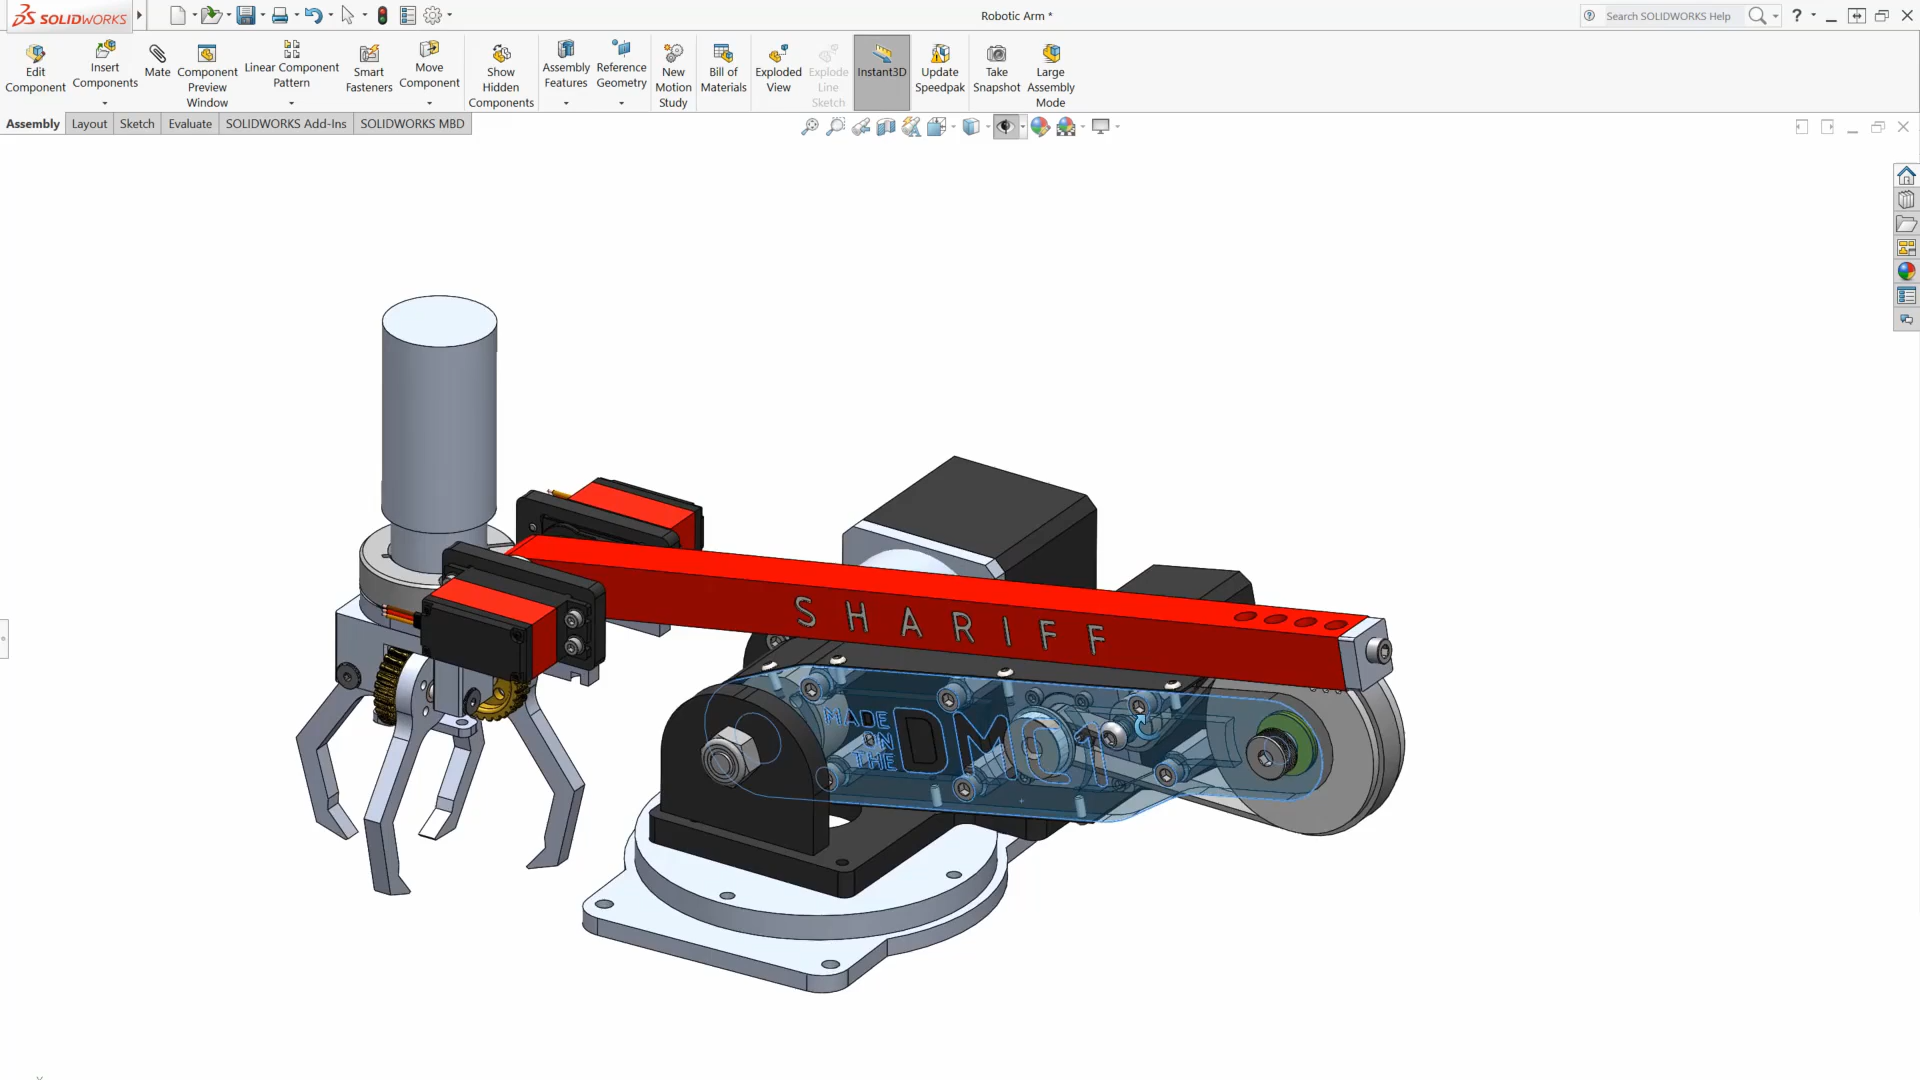 SOLIDWORKS
Robotic Arm *
Search SOLIDWORKS Help
?
Edit
Component
Insert
Components
Mate
Component
Preview
Window
Linear Component
Pattern
Smart
Fasteners
Move
Component
Show
Hidden
Components
Assembly
Features
Reference
Geometry
New
Motion
Study
Bill of
Materials
Exploded
View
Explode
Line
Sketch
Instant3D
Update
Speedpak
Take
Snapshot
Large
Assembly
Mode
Assembly
Layout
Sketch
Evaluate
SOLIDWORKS Add-Ins
SOLIDWORKS MBD
SHARIFF
MADE
ON
THE
DMC1